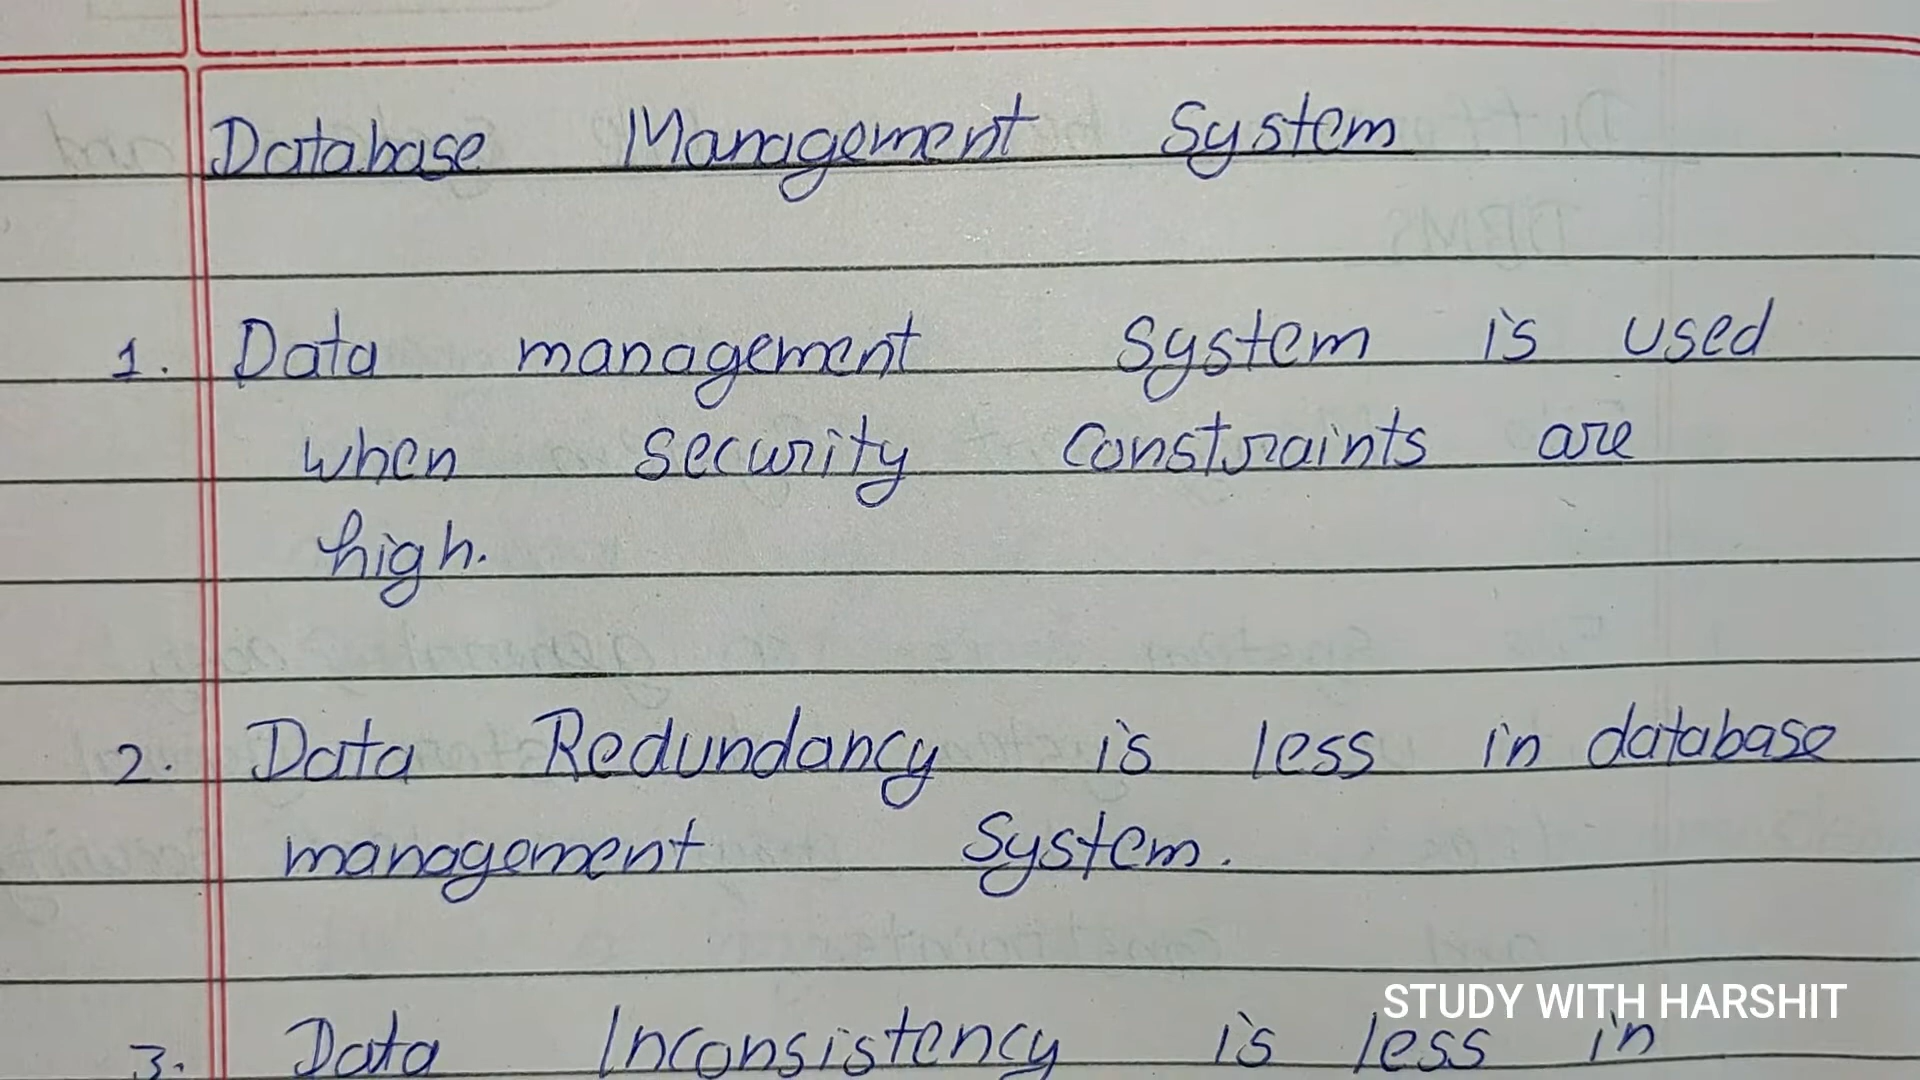 Database Management System
1. Data management system is used
when security constraints are
high.
2. Data Redundancy is less in database
management system.
3. Data Inconsistency is less in
STUDY WITH HARSHIT